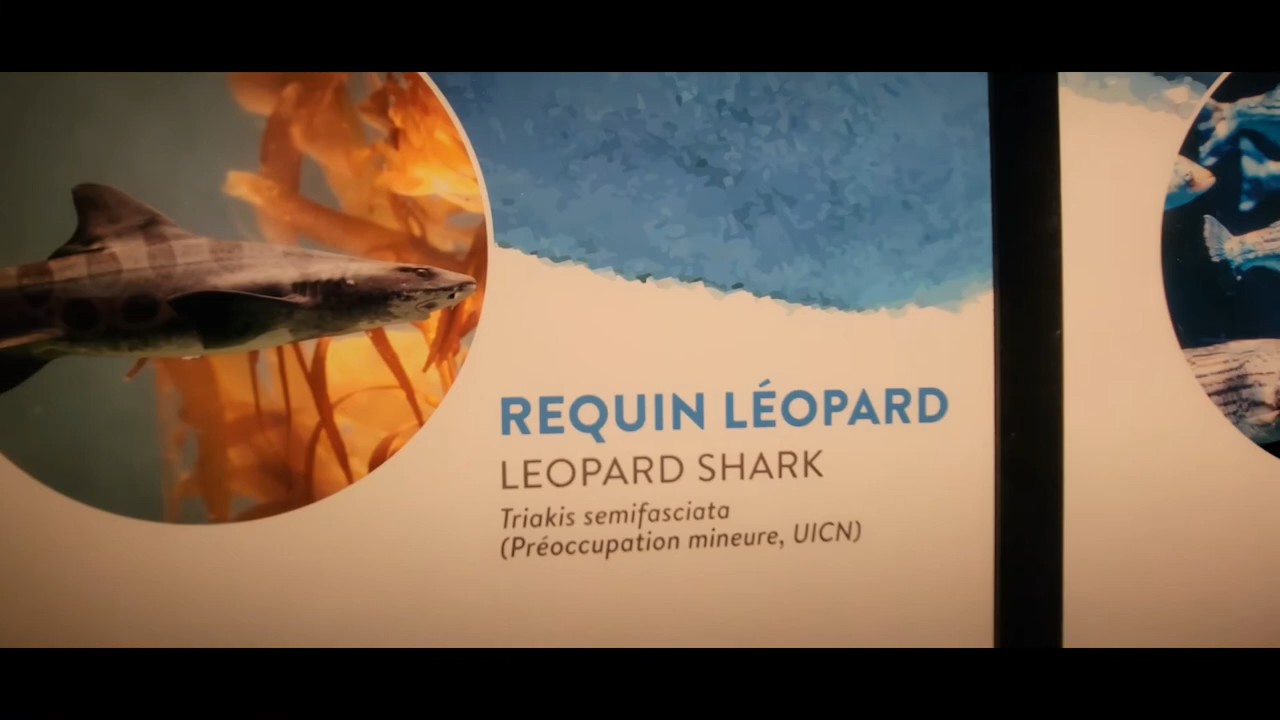 REQUIN LÉOPARD
LEOPARD SHARK
Triakis semifasciata
(Préoccupation mineure, UICN)